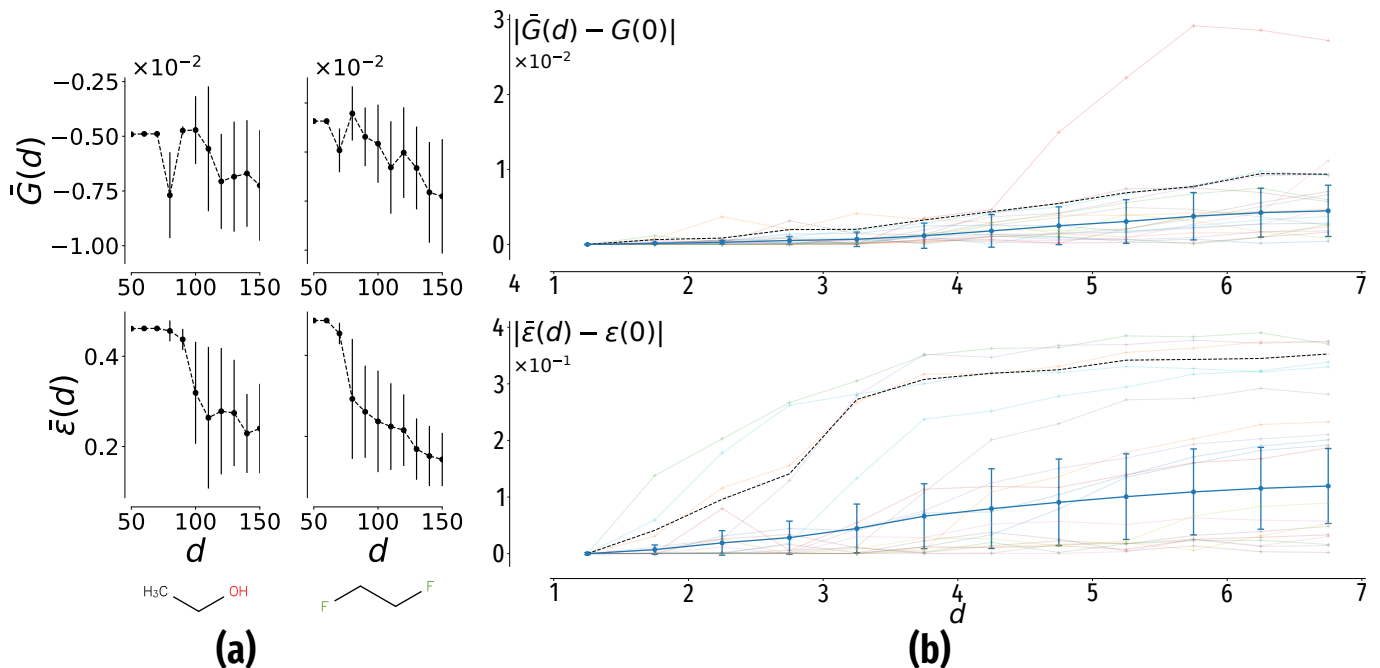 ×10⁻²
×10⁻²
−0.25
−0.50
−0.75
−1.00
Ḡ(d)
50 100 150
50 100 150
0.4
0.2
ε̄(d)
50 100 150
50 100 150
d
d
H₃C
OH
F
F
(a)
3
|Ḡ(d) − G(0)|
×10⁻²
2
1
0
4
1 2 3 4 5 6 7
4
|ε̄(d) − ε(0)|
×10⁻¹
3
2
1
0
1 2 3 4 5 6 7
d
(b)